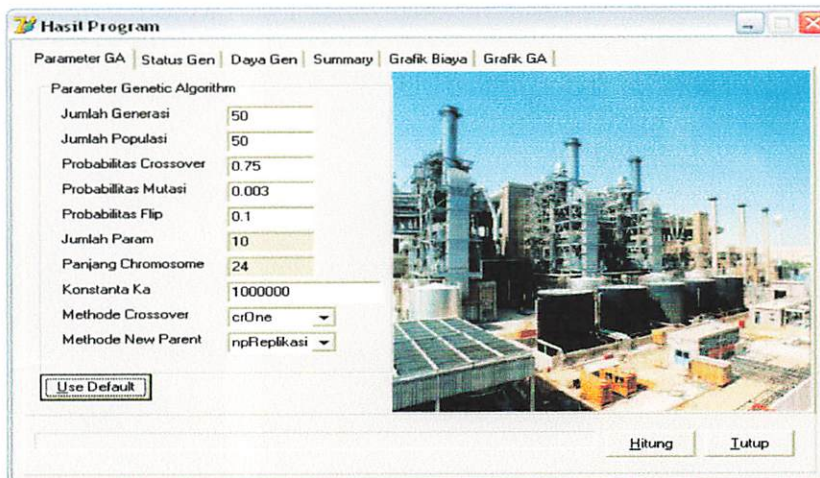 Hasil Program
Parameter GA Status Gen Daya Gen Summary Grafik Biaya Grafik GA
Parameter Genetic Algorithm
Jumlah Generasi 50
Jumlah Populasi 50
Probabilitas Crossover 0.75
Probabillitas Mutasi 0.003
Probabilitas Flip 0.1
Jumlah Param 10
Panjang Chromosome 24
Konstanta Ka 1000000
Methode Crossover crOne
Methode New Parent npReplikasi
Use Default
Hitung Tutup